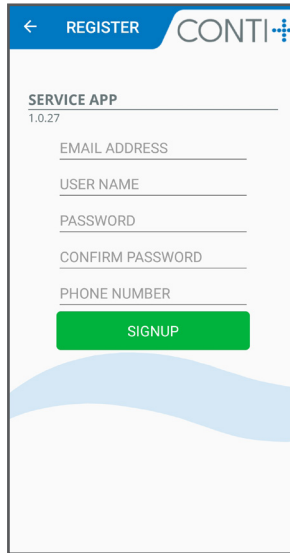 REGISTER
CONTI+
SERVICE APP
1.0.27
EMAIL ADDRESS
USER NAME
PASSWORD
CONFIRM PASSWORD
PHONE NUMBER
SIGNUP